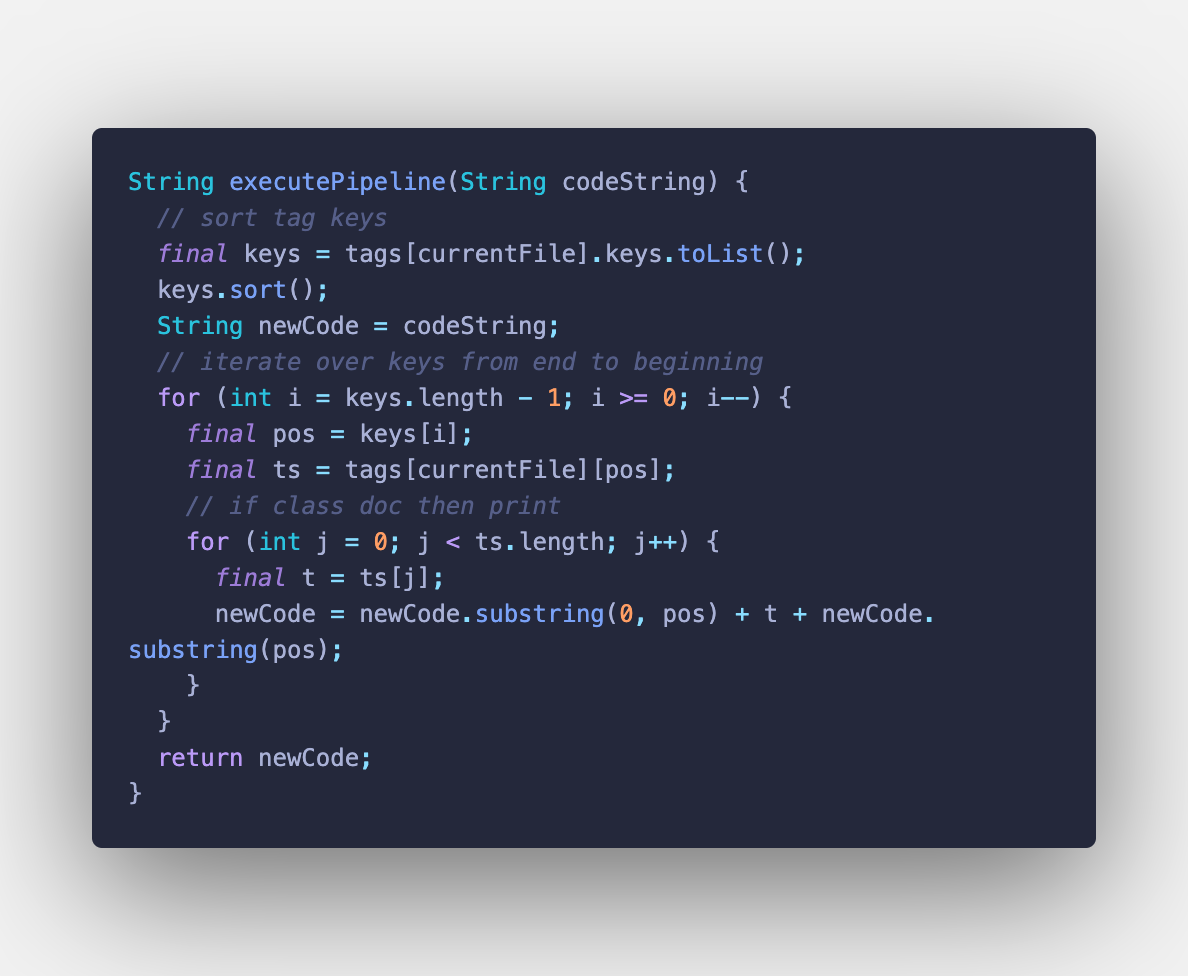 String executePipeline(String codeString) {
  // sort tag keys
  final keys = tags[currentFile].keys.toList();
  keys.sort();
  String newCode = codeString;
  // iterate over keys from end to beginning
  for (int i = keys.length - 1; i >= 0; i--) {
    final pos = keys[i];
    final ts = tags[currentFile][pos];
    // if class doc then print
    for (int j = 0; j < ts.length; j++) {
      final t = ts[j];
      newCode = newCode.substring(0, pos) + t + newCode.
substring(pos);
    }
  }
  return newCode;
}